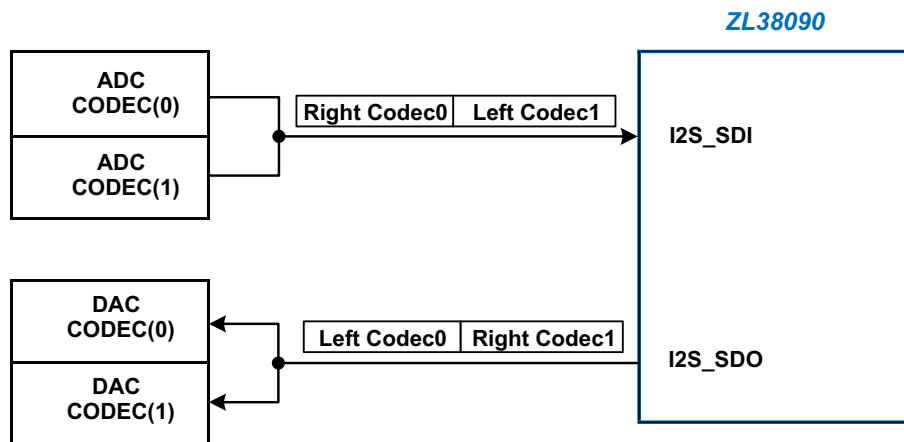 ZL38090
ADC
CODEC(0)
Right Codec0 Left Codec1
ADC
CODEC(1)
I2S_SDI
DAC
CODEC(0)
Left Codec0 Right Codec1
DAC
CODEC(1)
I2S_SDO